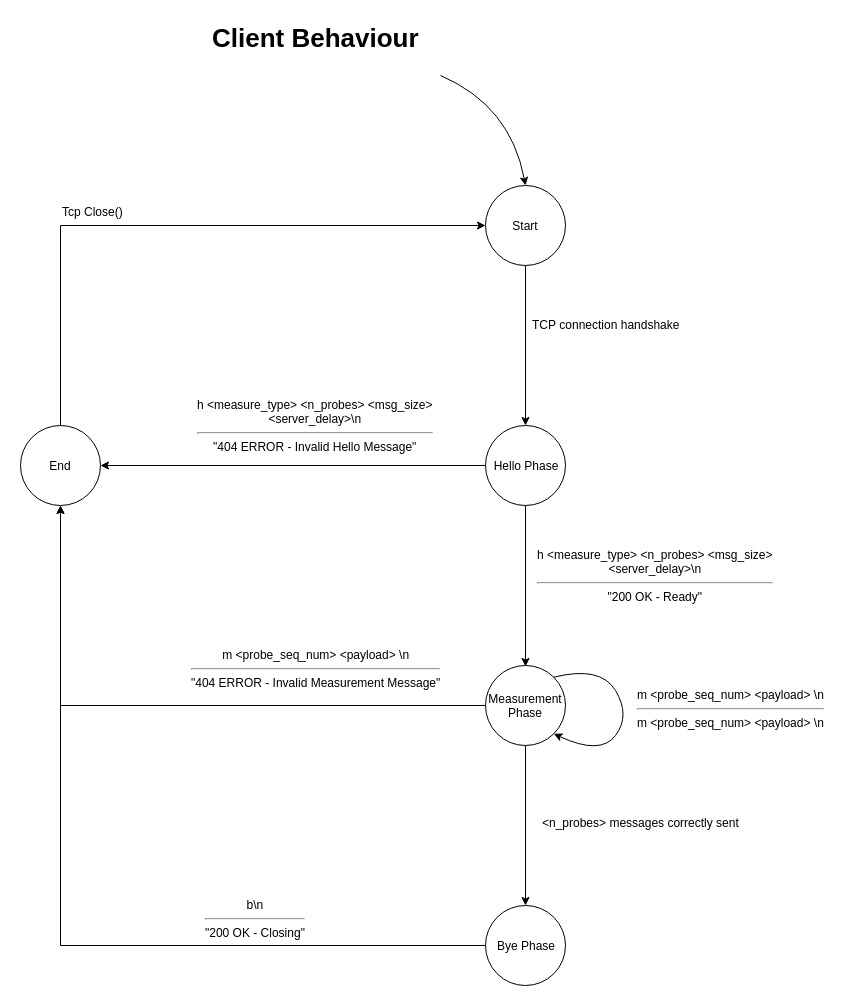 Client Behaviour
Tcp Close()
Start
TCP connection handshake
h <measure_type> <n_probes> <msg_size>
<server_delay>\n
"404 ERROR - Invalid Hello Message"
End
Hello Phase
h <measure_type> <n_probes> <msg_size>
<server_delay>\n
"200 OK - Ready"
m <probe_seq_num> <payload> \n
"404 ERROR - Invalid Measurement Message"
Measurement
Phase
m <probe_seq_num> <payload> \n
m <probe_seq_num> <payload> \n
<n_probes> messages correctly sent
b\n
"200 OK - Closing"
Bye Phase